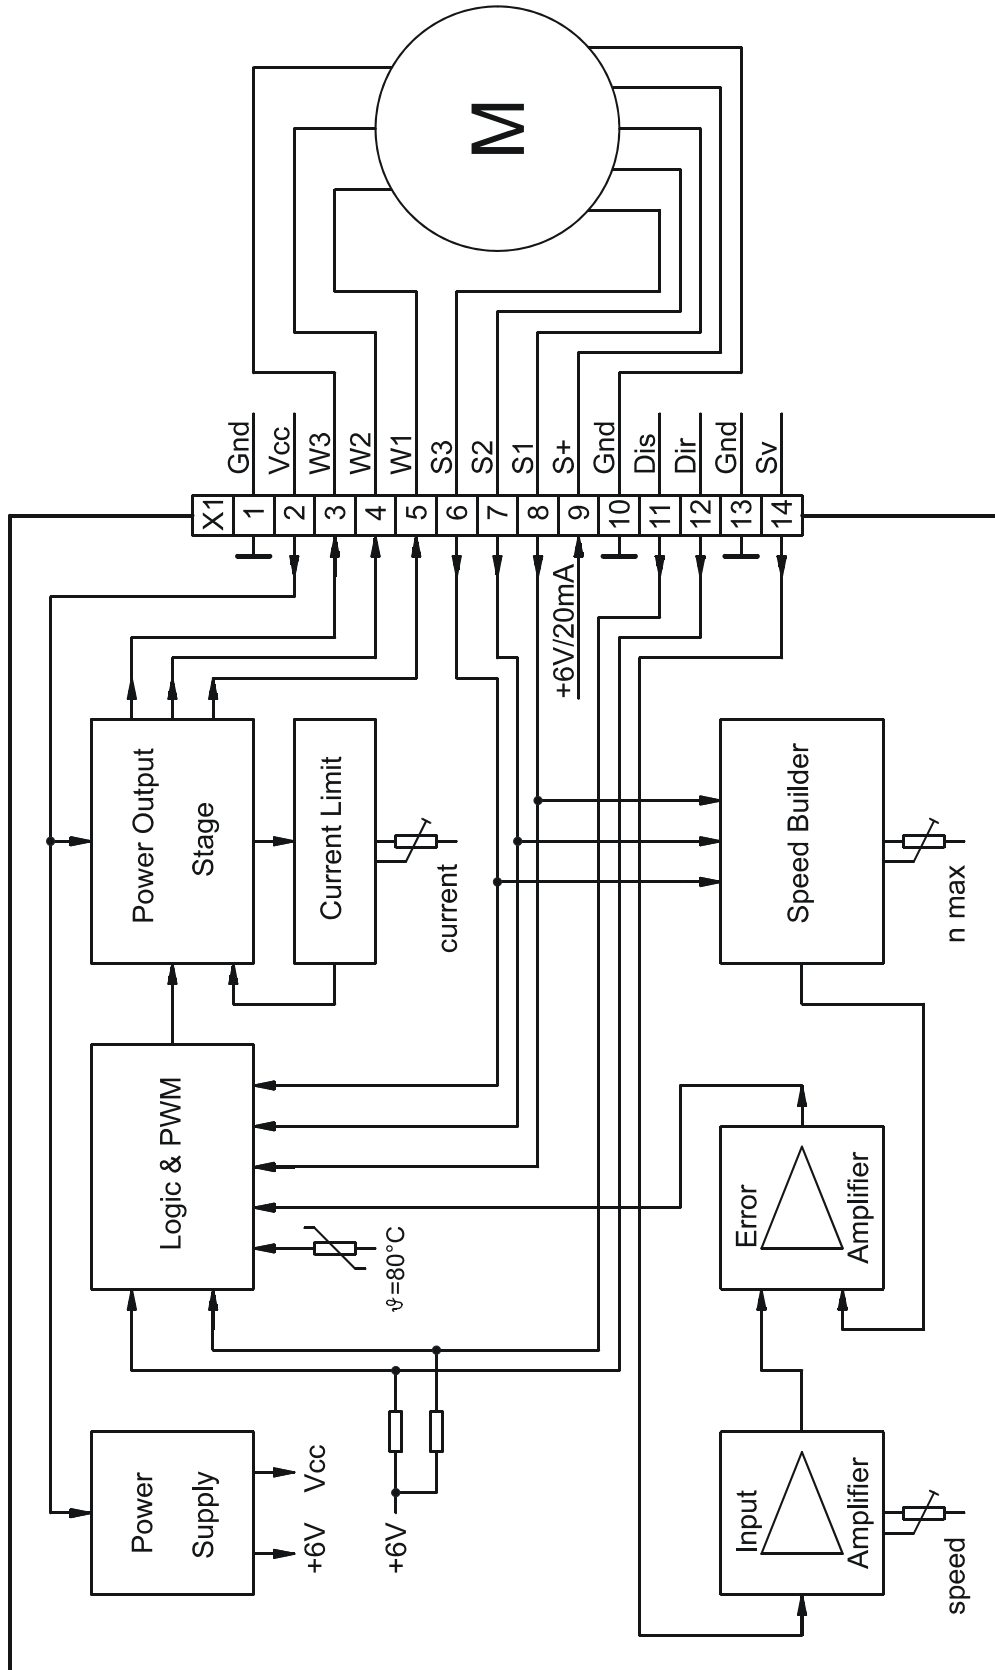 M
X1
1
2
3
4
5
6
7
8
9
10
11
12
13
14
Gnd
Vcc
W3
W2
W1
S3
S2
S1
S+
Gnd
Dis
Dir
Gnd
Sv
+6V/20mA
Power Output
Stage
Current Limit
current
Logic & PWM
ϑ=80°C
Power
Supply
+6V
Vcc
+6V
Speed Builder
n max
Error
Amplifier
Input
Amplifier
speed